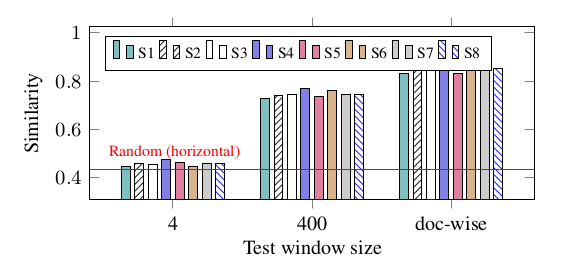 1
S1 S2 S3 S4 S5 S6 S7 S8
0.8
Similarity
0.6
Random (horizontal)
0.4
4 400 doc-wise
Test window size